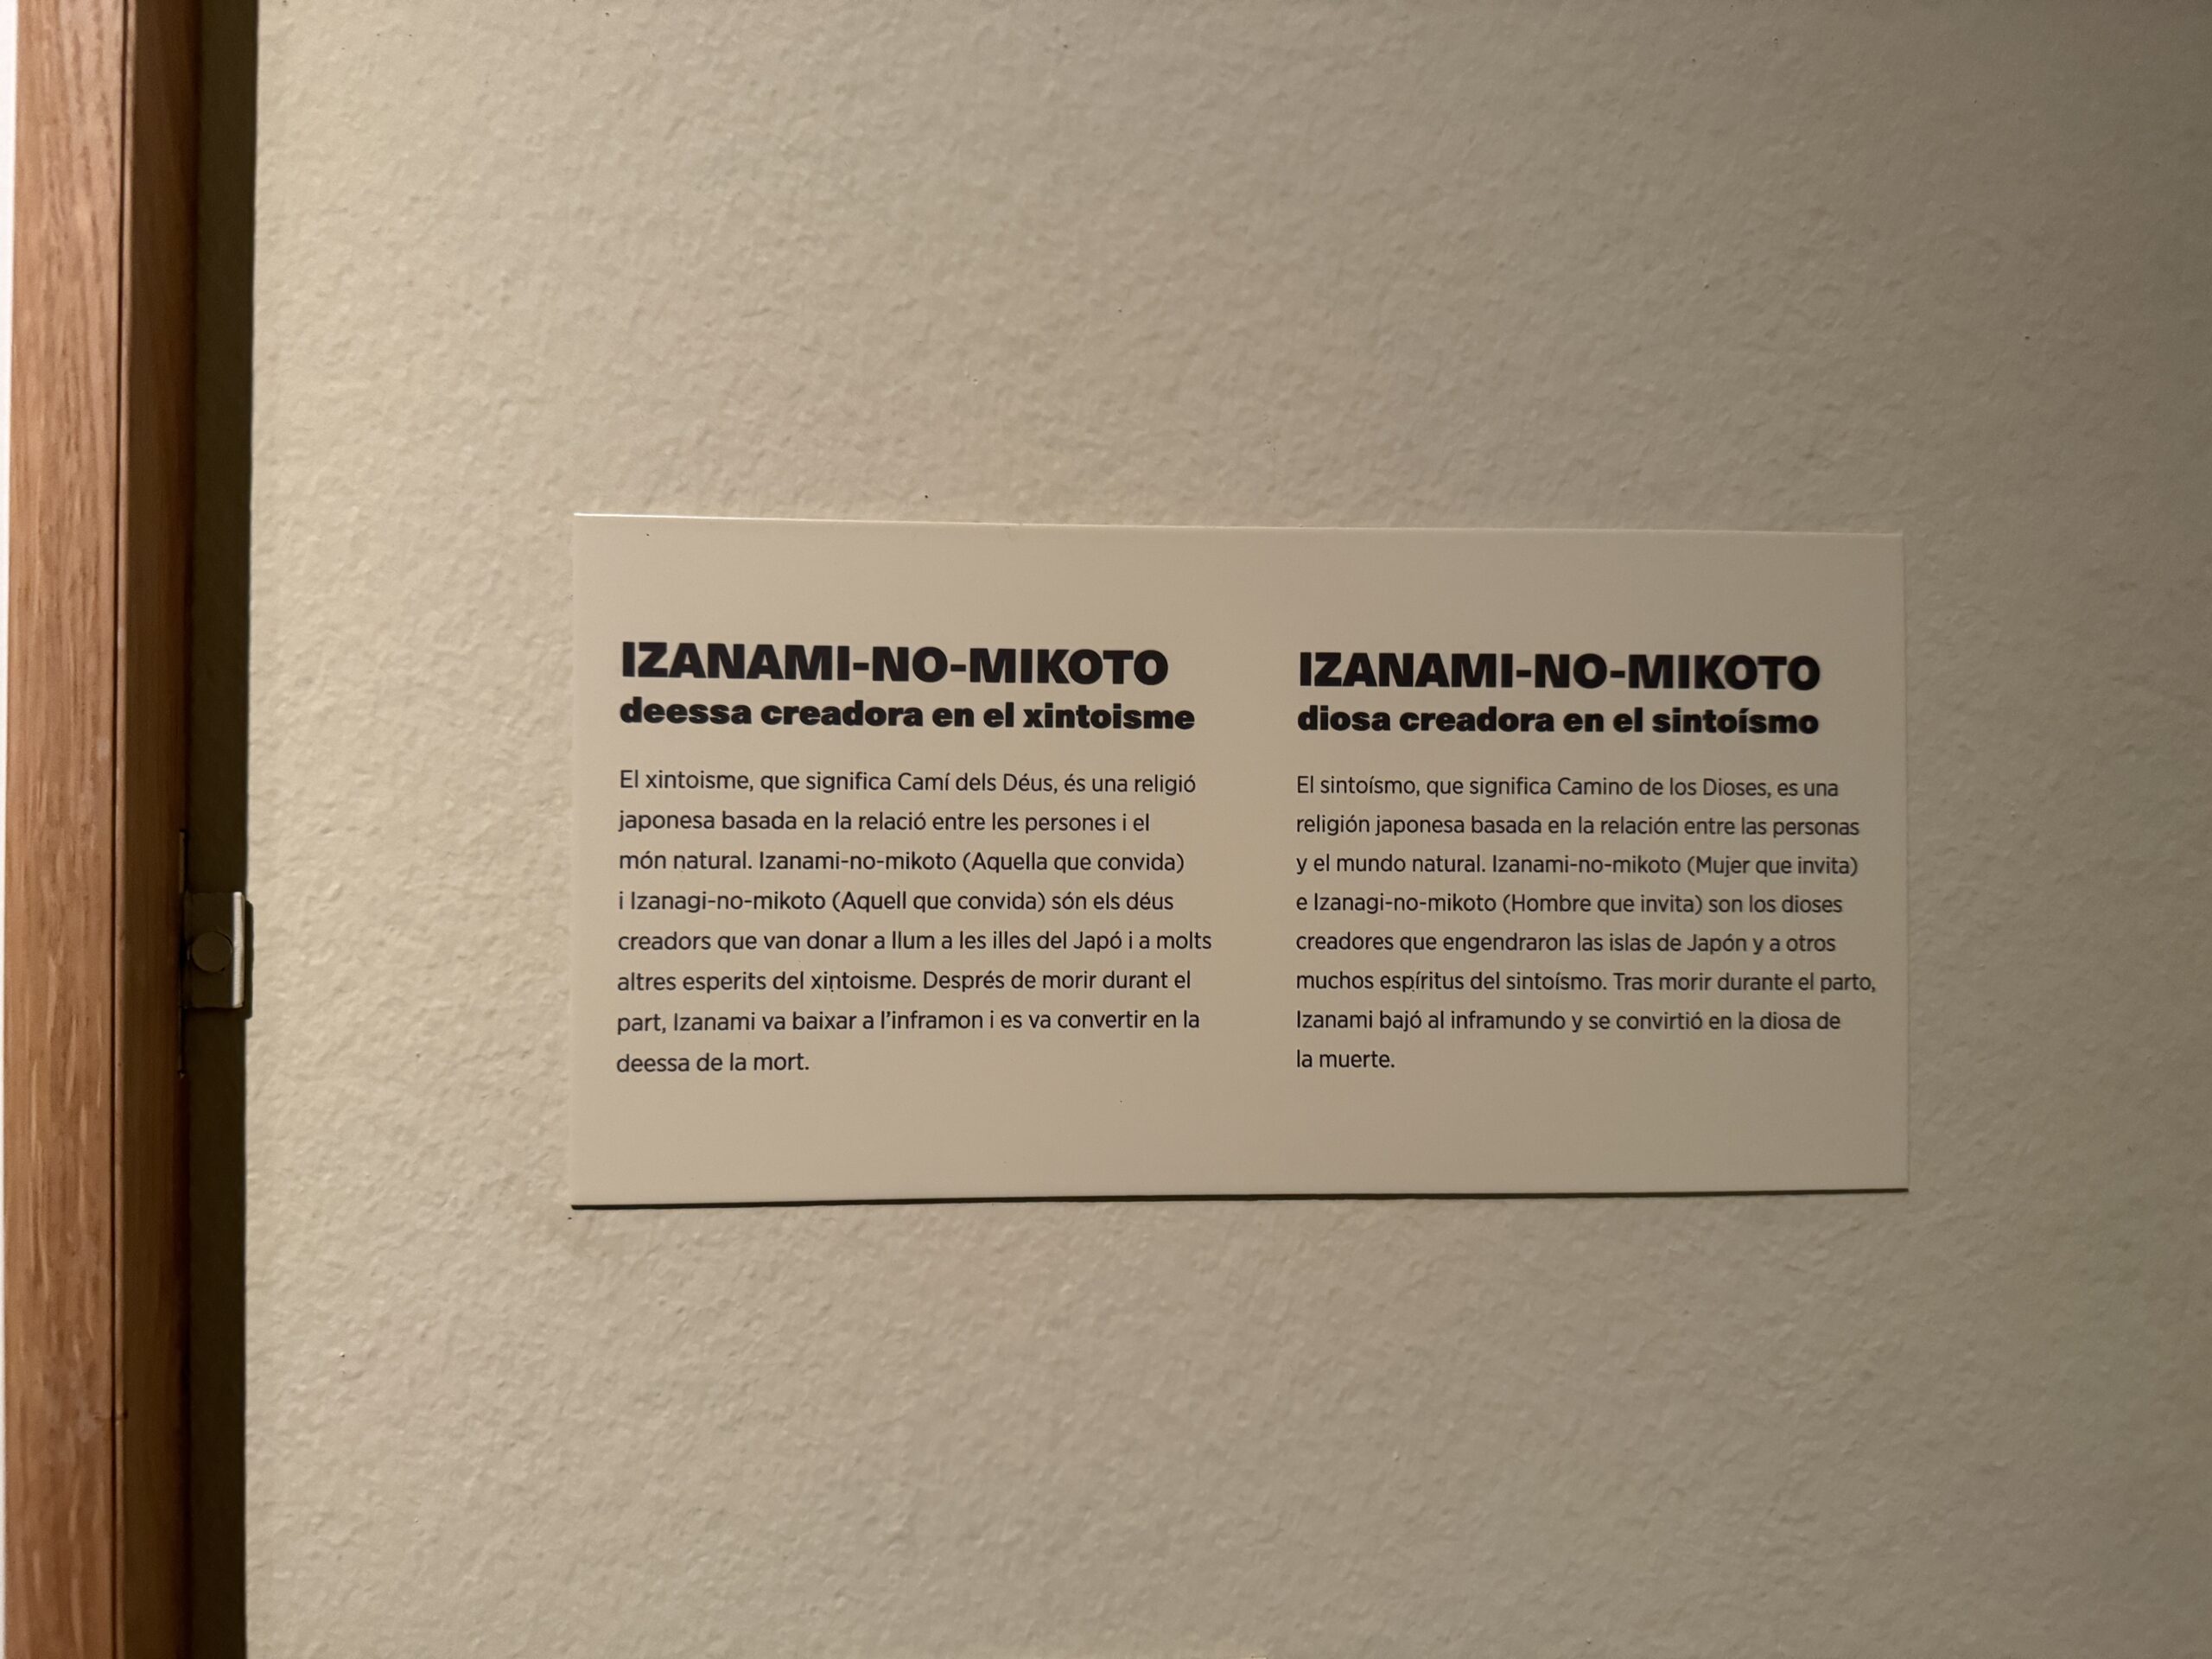 IZANAMI-NO-MIKOTO
deessa creadora en el xintoisme
El xintoisme, que significa Camí dels Déus, és una religió
japonesa basada en la relació entre les persones i el
món natural. Izanami-no-mikoto (Aquella que convida)
i Izanagi-no-mikoto (Aquell que convida) són els déus
creadors que van donar a llum a les illes del Japó i a molts
altres esperits del xintoisme. Després de morir durant el
part, Izanami va baixar a l’inframon i es va convertir en la
deessa de la mort.
IZANAMI-NO-MIKOTO
diosa creadora en el sintoísmo
El sintoísmo, que significa Camino de los Dioses, es una
religión japonesa basada en la relación entre las personas
y el mundo natural. Izanami-no-mikoto (Mujer que invita)
e Izanagi-no-mikoto (Hombre que invita) son los dioses
creadores que engendraron las islas de Japón y a otros
muchos espíritus del sintoísmo. Tras morir durante el parto,
Izanami bajó al inframundo y se convirtió en la diosa de
la muerte.